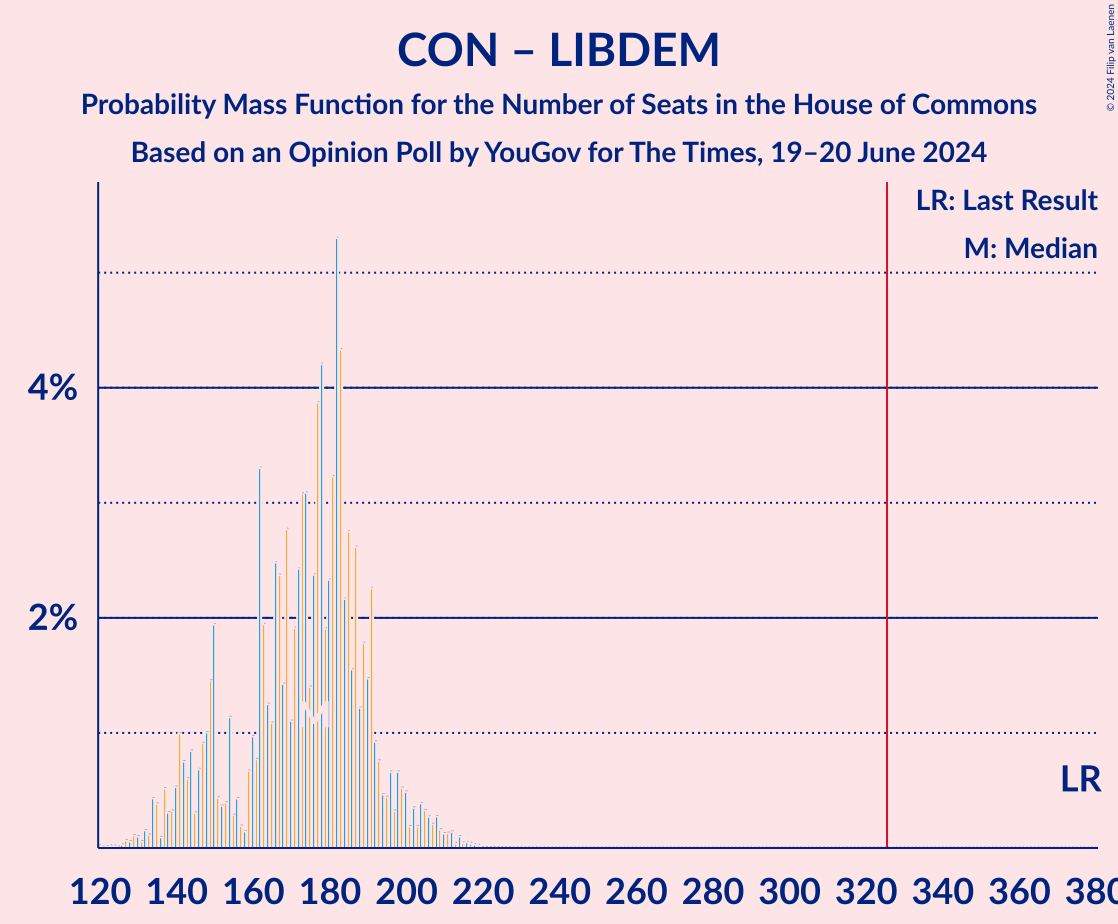 CON – LIBDEM
Probability Mass Function for the Number of Seats in the House of Commons
Based on an Opinion Poll by YouGov for The Times, 19–20 June 2024
© 2024 Filip van Laenen
LR: Last Result
M: Median
4%
2%
LR
120 140 160 180 200 220 240 260 280 300 320 340 360 380